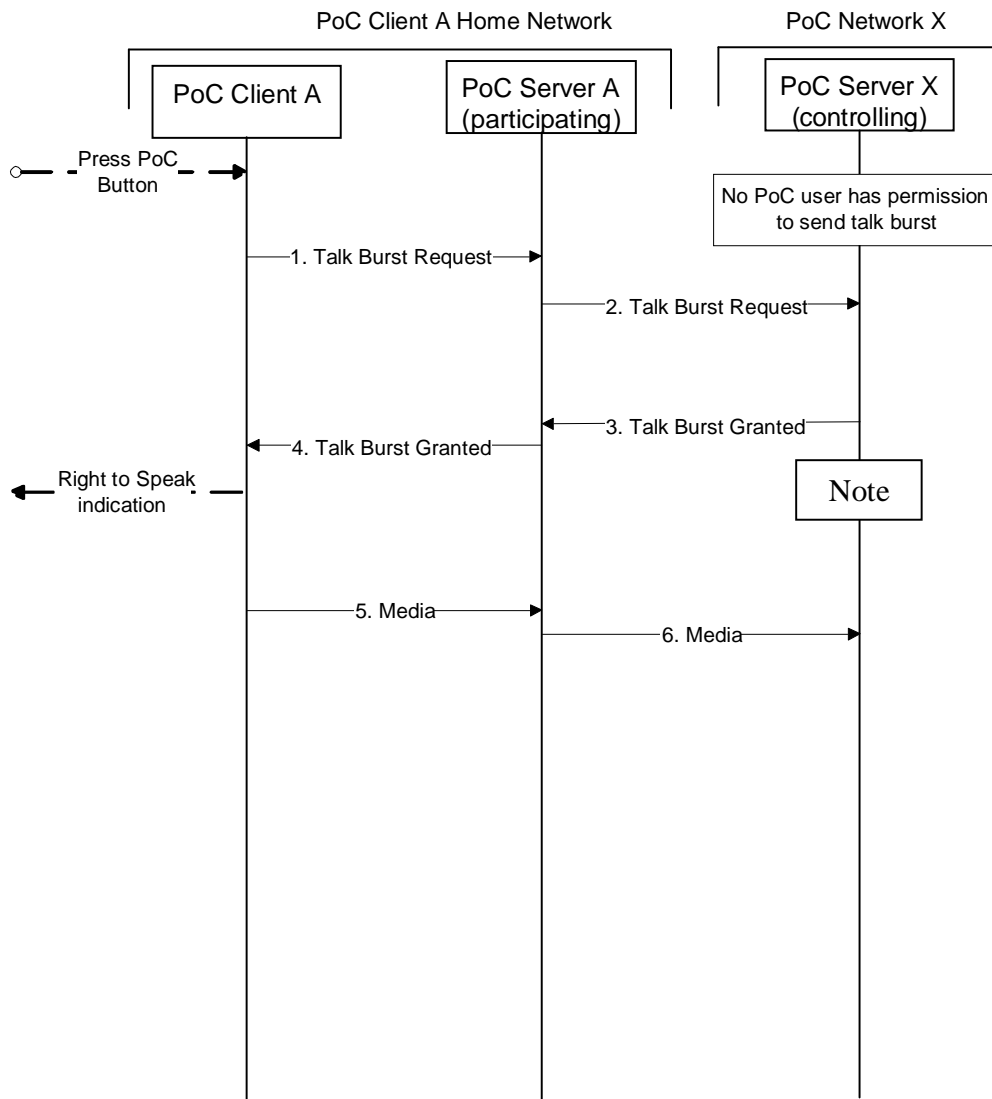 PoC Client A Home Network
PoC Network X
PoC Client A
PoC Server A
(participating)
PoC Server X
(controlling)
Press PoC
Button
No PoC user has permission
to send talk burst
1. Talk Burst Request
2. Talk Burst Request
3. Talk Burst Granted
4. Talk Burst Granted
Right to Speak
indication
Note
5. Media
6. Media